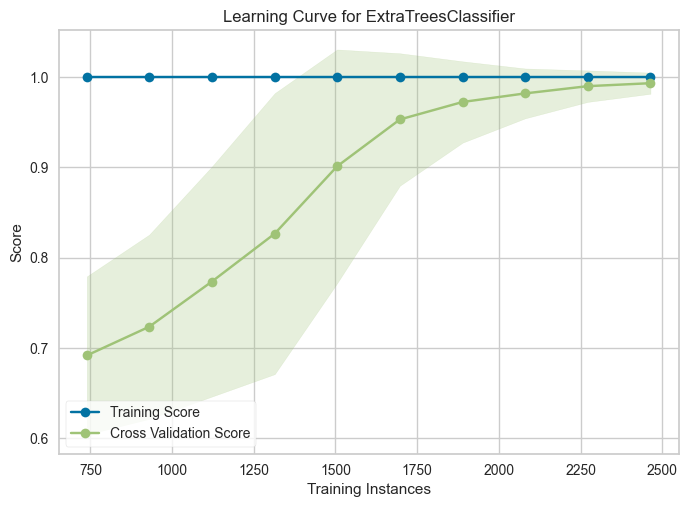 Learning Curve for ExtraTreesClassifier
Score
1.0
0.9
0.8
0.7
0.6
Training Score
Cross Validation Score
750
1000
1250
1500
1750
2000
2250
2500
Training Instances